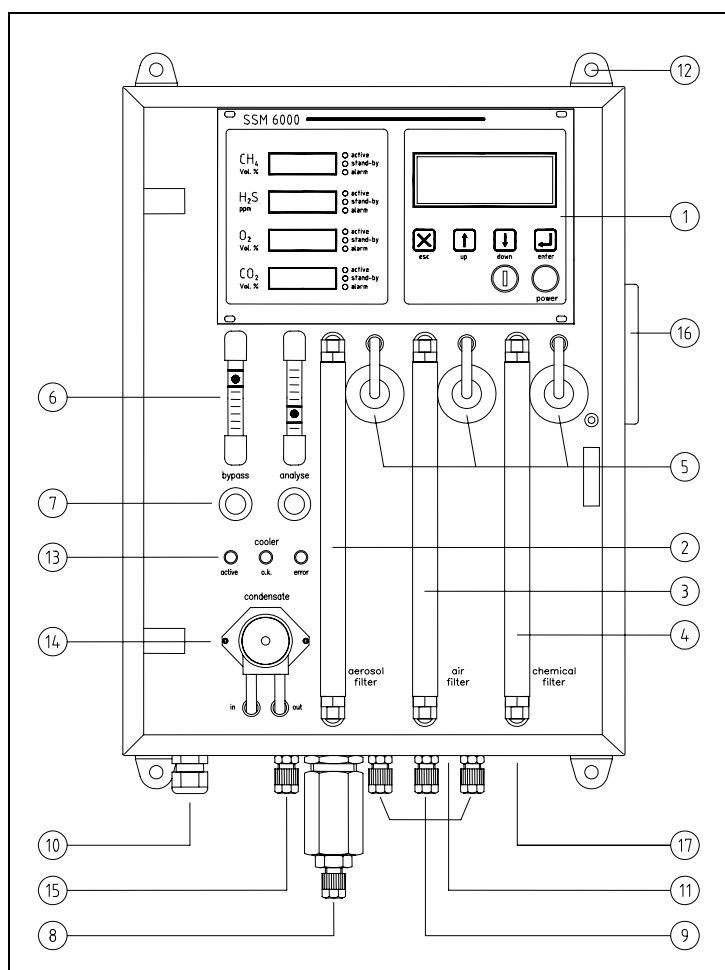 SSM 6000
CH4
Vol. %
active
stand-by
alarm
H2S
ppm
active
stand-by
alarm
O2
Vol. %
active
stand-by
alarm
CO2
Vol. %
active
stand-by
alarm
esc
up
down
enter
power
12
1
16
6
bypass
analyse
5
7
cooler
13
active
o.k.
error
2
condensate
3
14
4
aerosol
filter
air
filter
chemical
filter
in
out
10
17
15
11
8
9